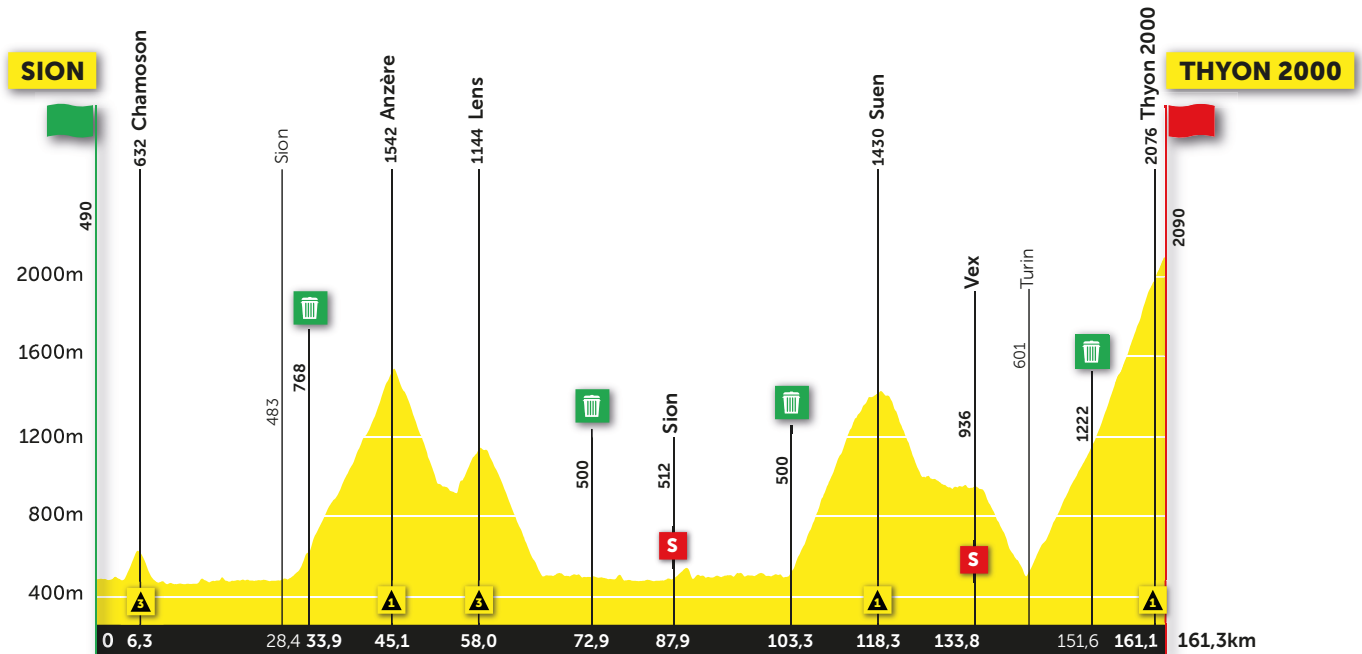 SION
THYON 2000
490
632 Chamoson
Sion
483
768
1542 Anzère
1144 Lens
500
Sion
512
S
500
1430 Suen
Vex
936
S
Turin
601
1222
2076 Thyon 2000
2090
2000m
1600m
1200m
800m
400m
3
1
3
1
1
0 6,3 28,4 33,9 45,1 58,0 72,9 87,9 103,3 118,3 133,8 151,6 161,1 161,3km